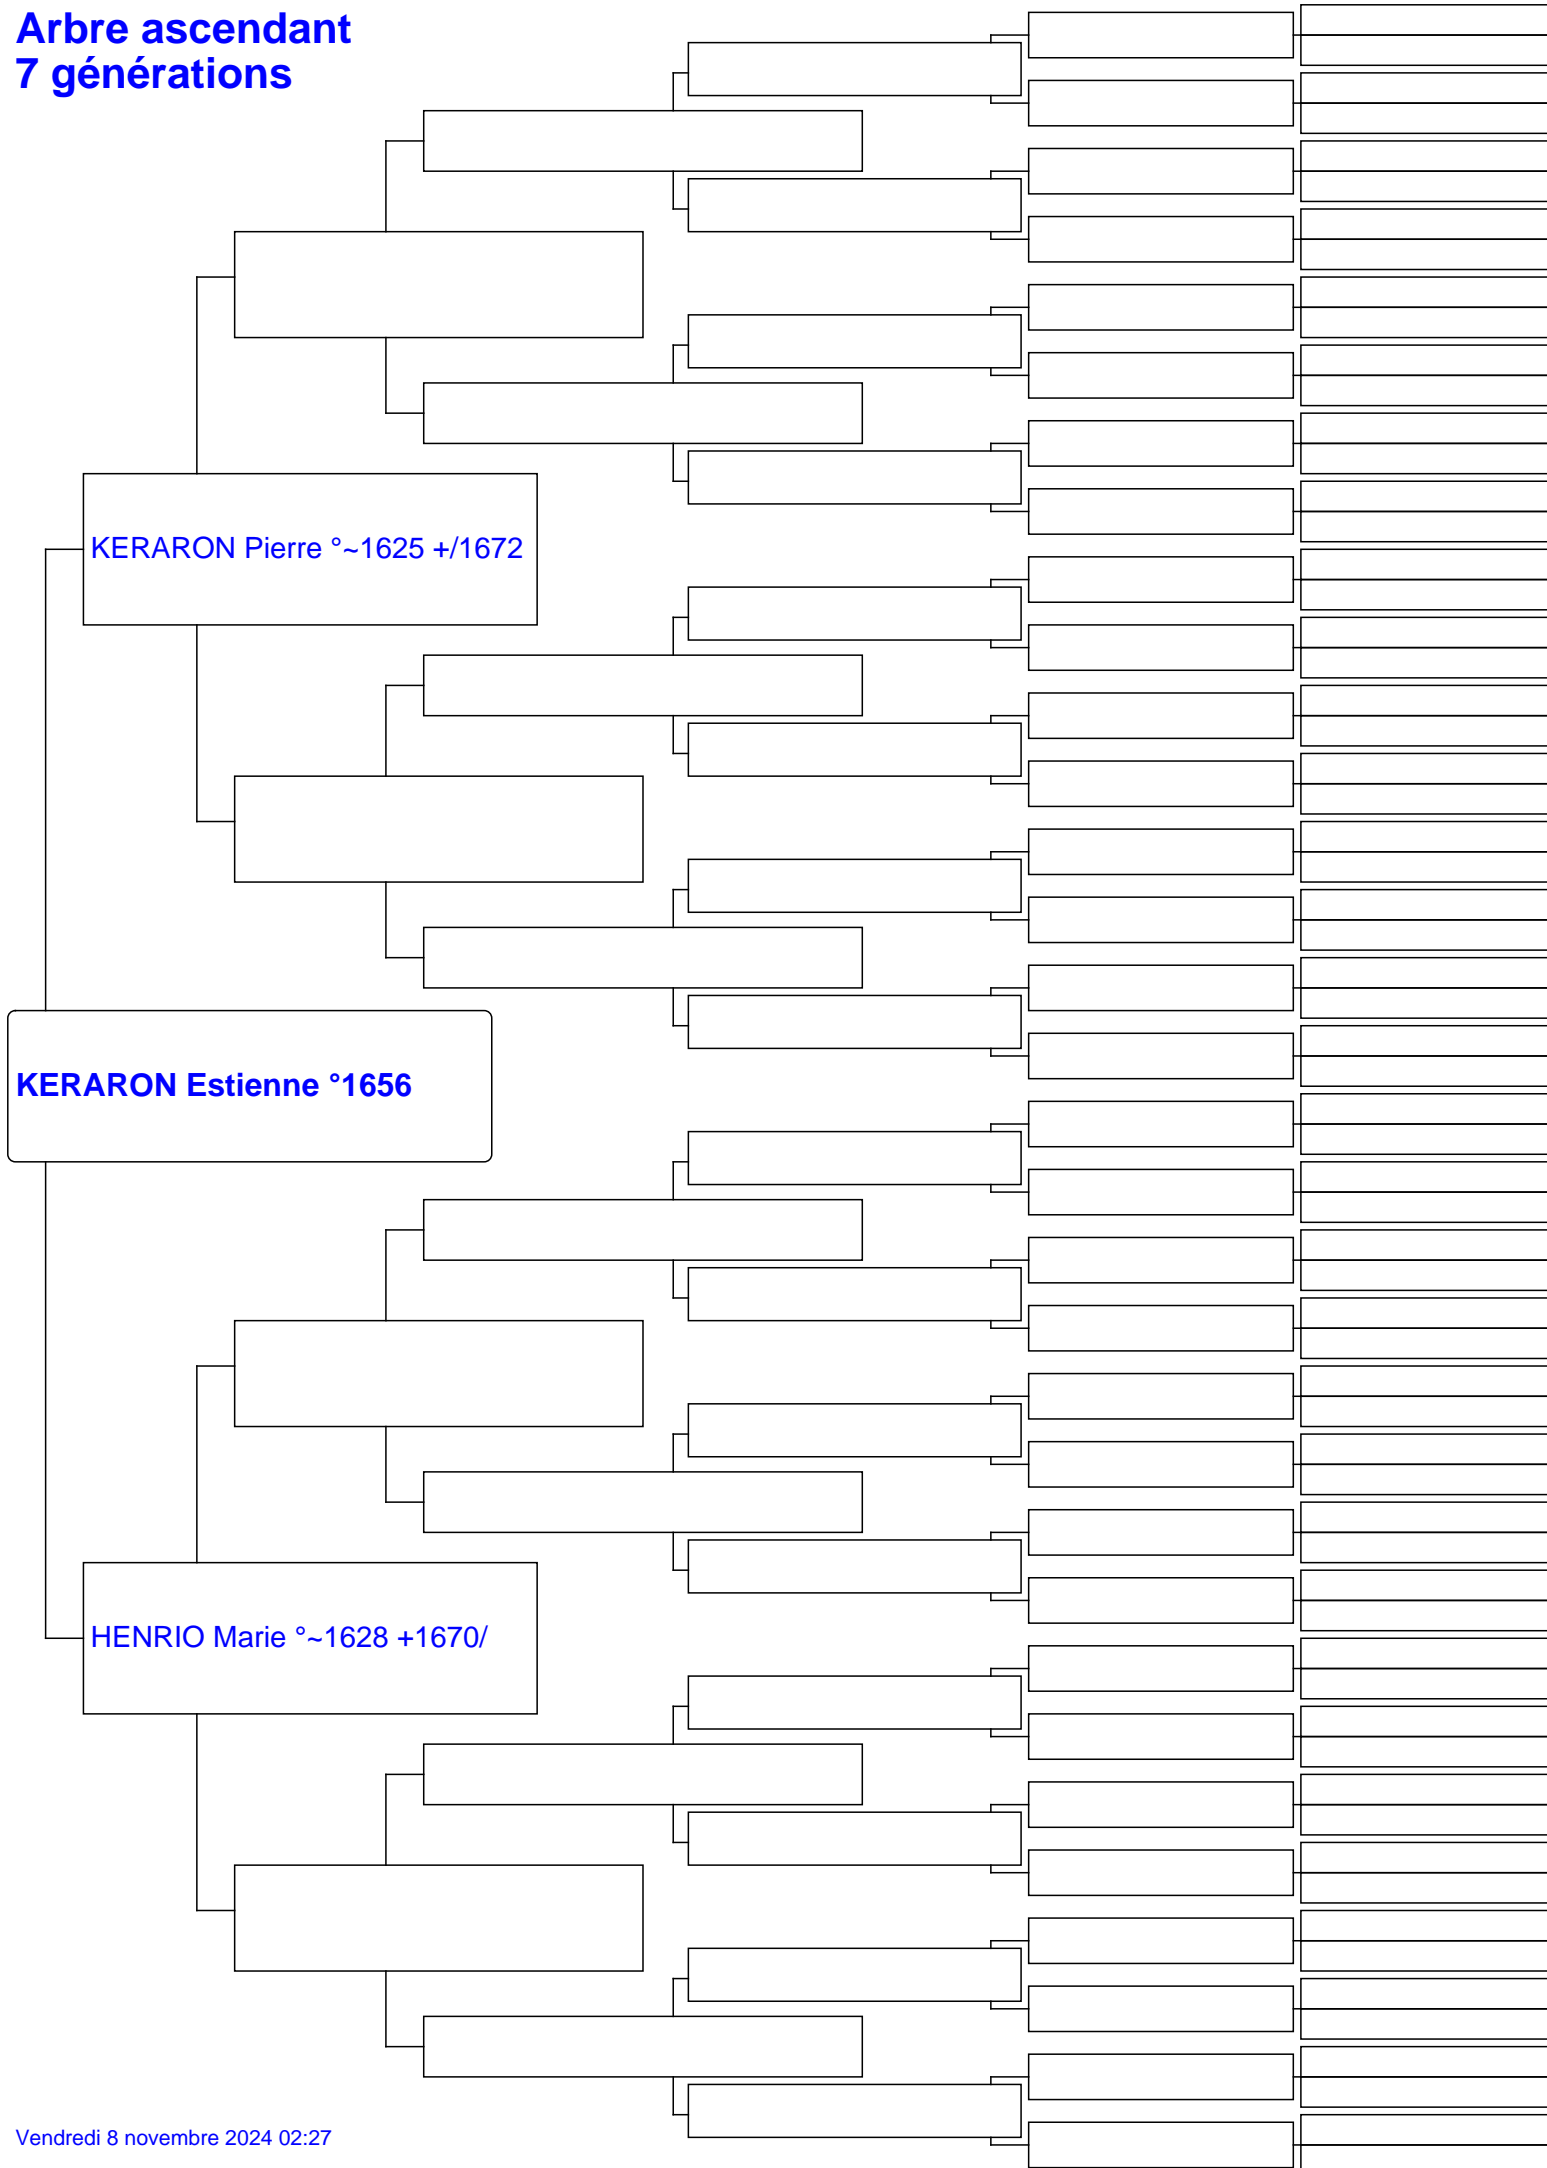 Arbre ascendant
7 générations
KERARON Pierre °~1625 +/1672
KERARON Estienne °1656
HENRIO Marie °~1628 +1670/
Vendredi 8 novembre 2024 02:27